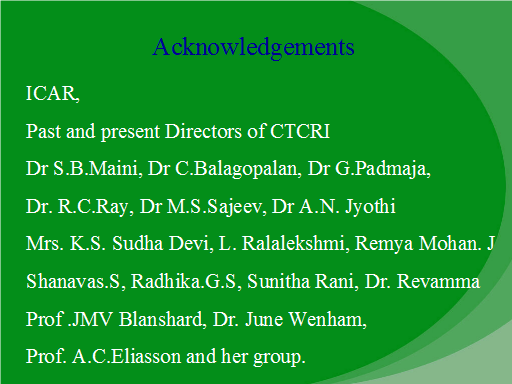 Acknowledgements
ICAR,
Past and present Directors of CTCRI
Dr S.B.Maini, Dr C.Balagopalan, Dr G.Padmaja,
Dr. R.C.Ray, Dr M.S.Sajeev, Dr A.N. Jyothi
Mrs. K.S. Sudha Devi, L. Ralalekshmi, Remya Mohan. J
Shanavas.S, Radhika.G.S, Sunitha Rani, Dr. Revamma
Prof .JMV Blanshard, Dr. June Wenham,
Prof. A.C.Eliasson and her group.